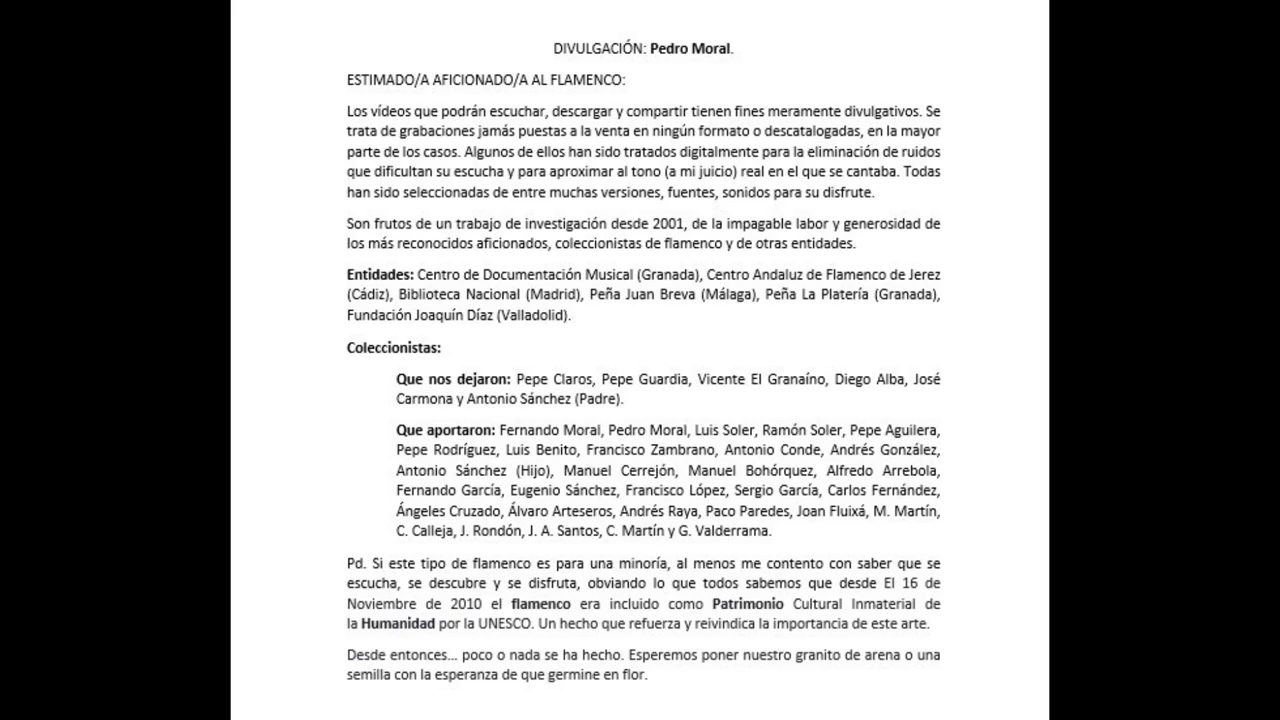 DIVULGACIÓN: Pedro Moral.
ESTIMADO/A AFICIONADO/A AL FLAMENCO:
Los vídeos que podrán escuchar, descargar y compartir tienen fines meramente divulgativos. Se
trata de grabaciones jamás puestas a la venta en ningún formato o descatalogadas, en la mayor
parte de los casos. Algunos de ellos han sido tratados digitalmente para la eliminación de ruidos
que dificultan su escucha y para aproximar al tono (a mi juicio) real en el que se cantaba. Todas
han sido seleccionadas de entre muchas versiones, fuentes, sonidos para su disfrute.
Son frutos de un trabajo de investigación desde 2001, de la impagable labor y generosidad de
los más reconocidos aficionados, coleccionistas de flamenco y de otras entidades.
Entidades: Centro de Documentación Musical (Granada), Centro Andaluz de Flamenco de Jerez
(Cádiz), Biblioteca Nacional (Madrid), Peña Juan Breva (Málaga), Peña La Platería (Granada),
Fundación Joaquín Díaz (Valladolid).
Coleccionistas:
Que nos dejaron: Pepe Claros, Pepe Guardia, Vicente El Granaíno, Diego Alba, José
Carmona y Antonio Sánchez (Padre).
Que aportaron: Fernando Moral, Pedro Moral, Luis Soler, Ramón Soler, Pepe Aguilera,
Pepe Rodríguez, Luis Benito, Francisco Zambrano, Antonio Conde, Andrés González,
Antonio Sánchez (Hijo), Manuel Cerrejón, Manuel Bohórquez, Alfredo Arrebola,
Fernando García, Eugenio Sánchez, Francisco López, Sergio García, Carlos Fernández,
Ángeles Cruzado, Álvaro Arteseros, Andrés Raya, Paco Paredes, Joan Fluixá, M. Martín,
C. Calleja, J. Rondón, J. A. Santos, C. Martín y G. Valderrama.
Pd. Si este tipo de flamenco es para una minoría, al menos me contento con saber que se
escucha, se descubre y se disfruta, obviando lo que todos sabemos que desde El 16 de
Noviembre de 2010 el flamenco era incluido como Patrimonio Cultural Inmaterial de
la Humanidad por la UNESCO. Un hecho que refuerza y reivindica la importancia de este arte.
Desde entonces... poco o nada se ha hecho. Esperemos poner nuestro granito de arena o una
semilla con la esperanza de que germine en flor.